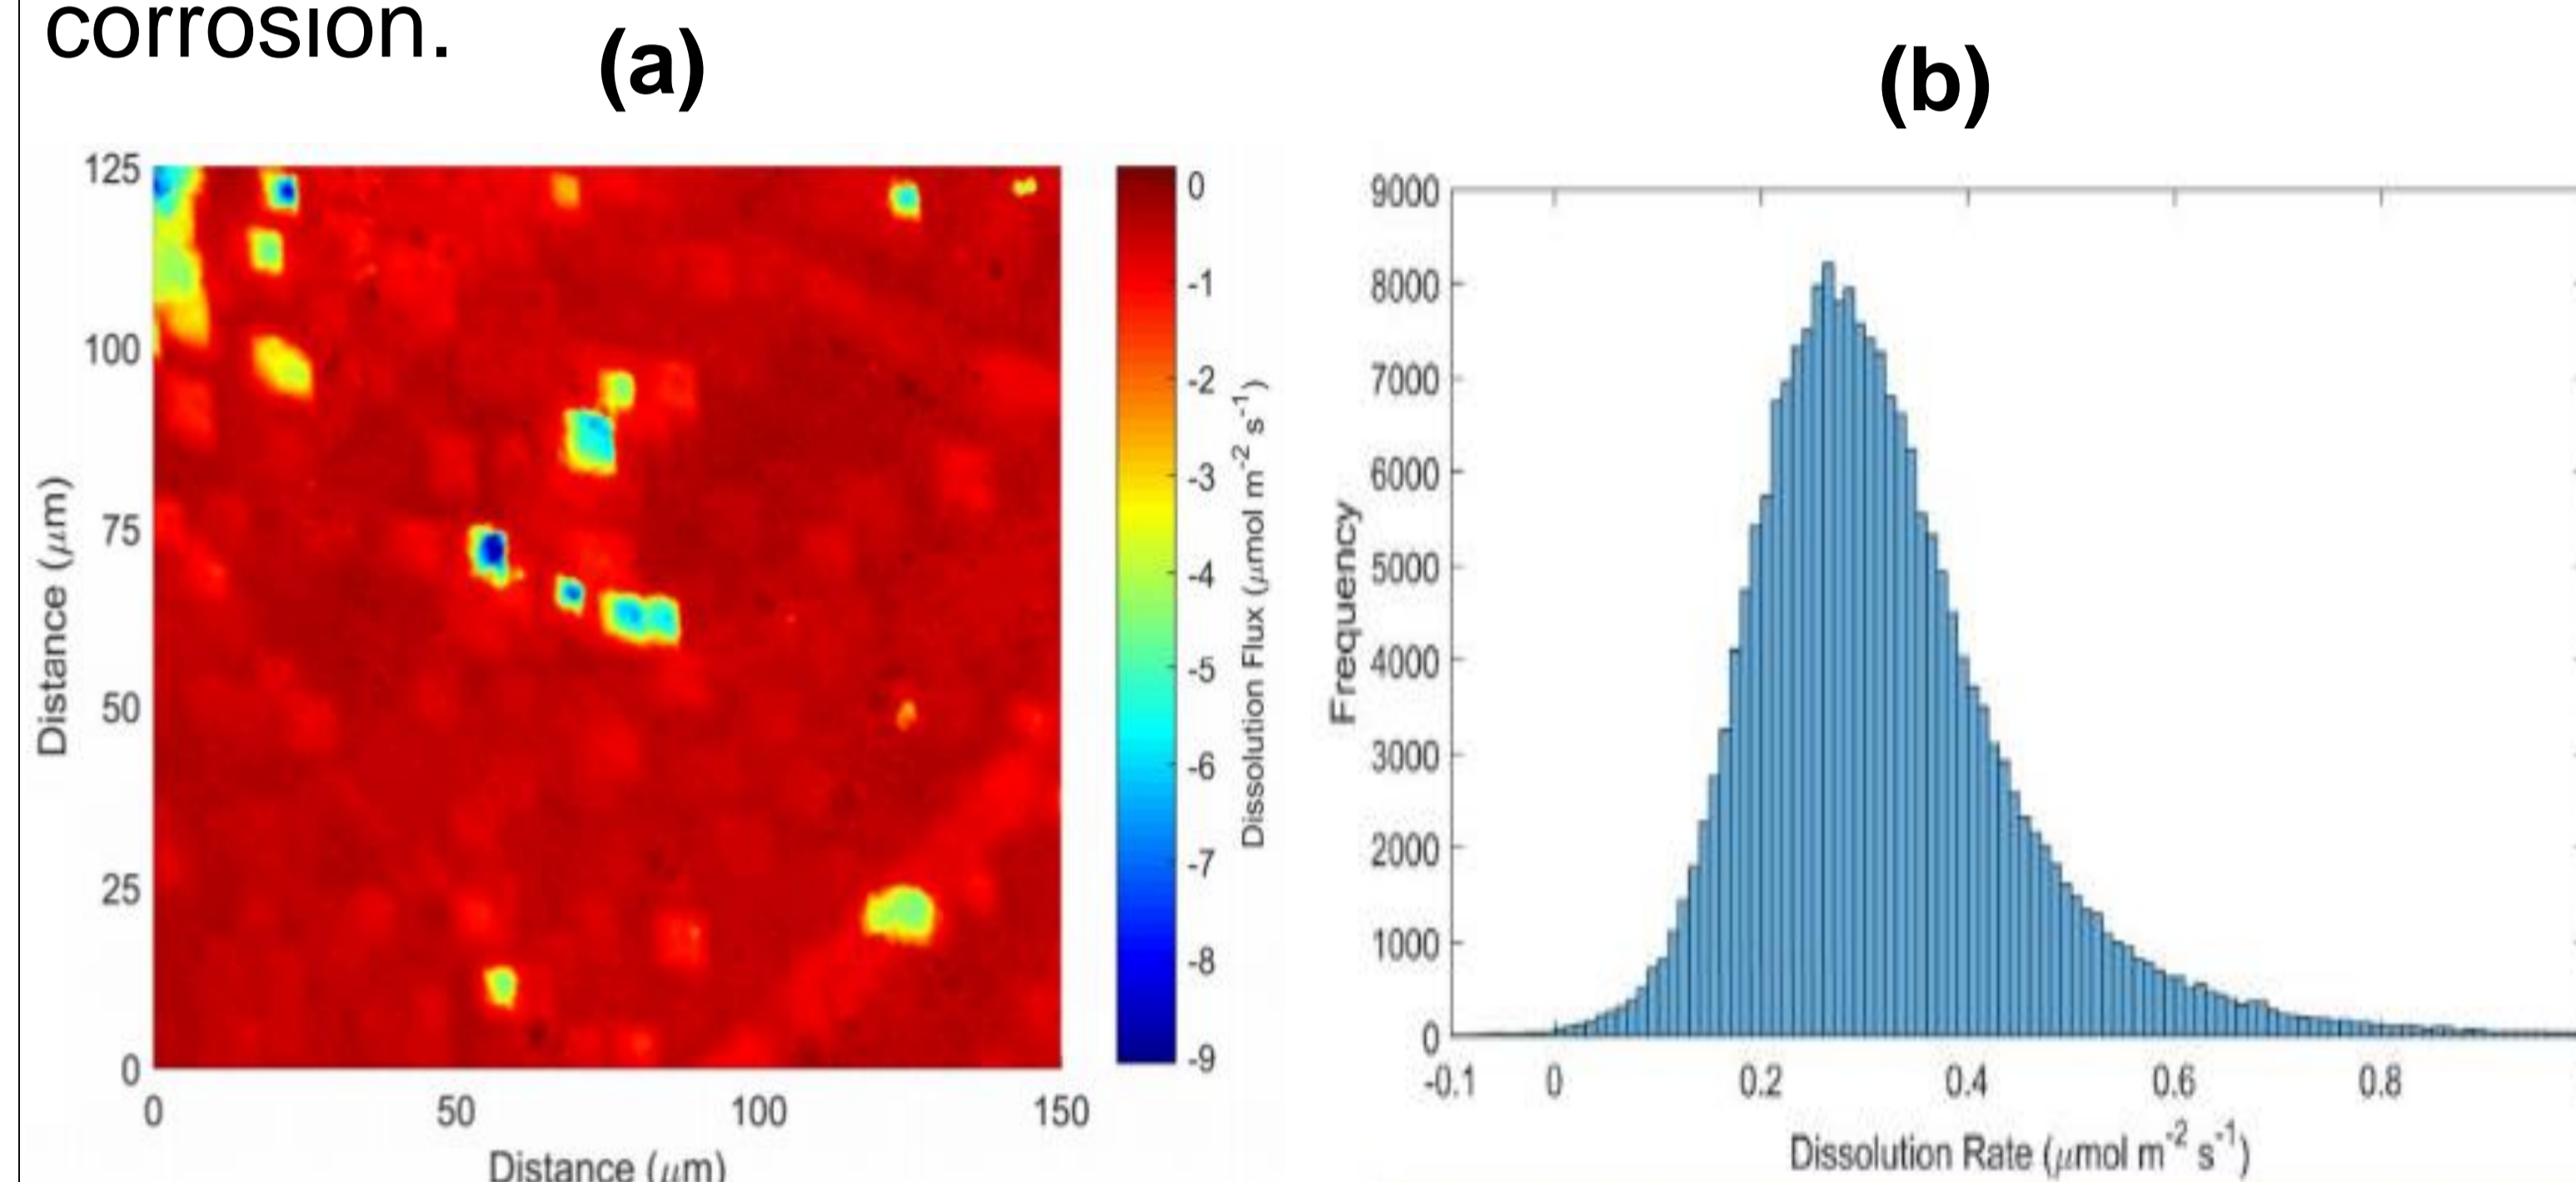 corrosion.
(a)
125
100
75
50
25
0
0 50 100 150
Distance (μm)
Distance (μm)
0
-1
-2
-3
-4
-5
-6
-7
-8
-9
Dissolution Flux (μmol m⁻² s⁻¹)
(b)
9000
8000
7000
6000
5000
4000
3000
2000
1000
0
Frequency
-0.1 0 0.2 0.4 0.6 0.8
Dissolution Rate (μmol m⁻² s⁻¹)